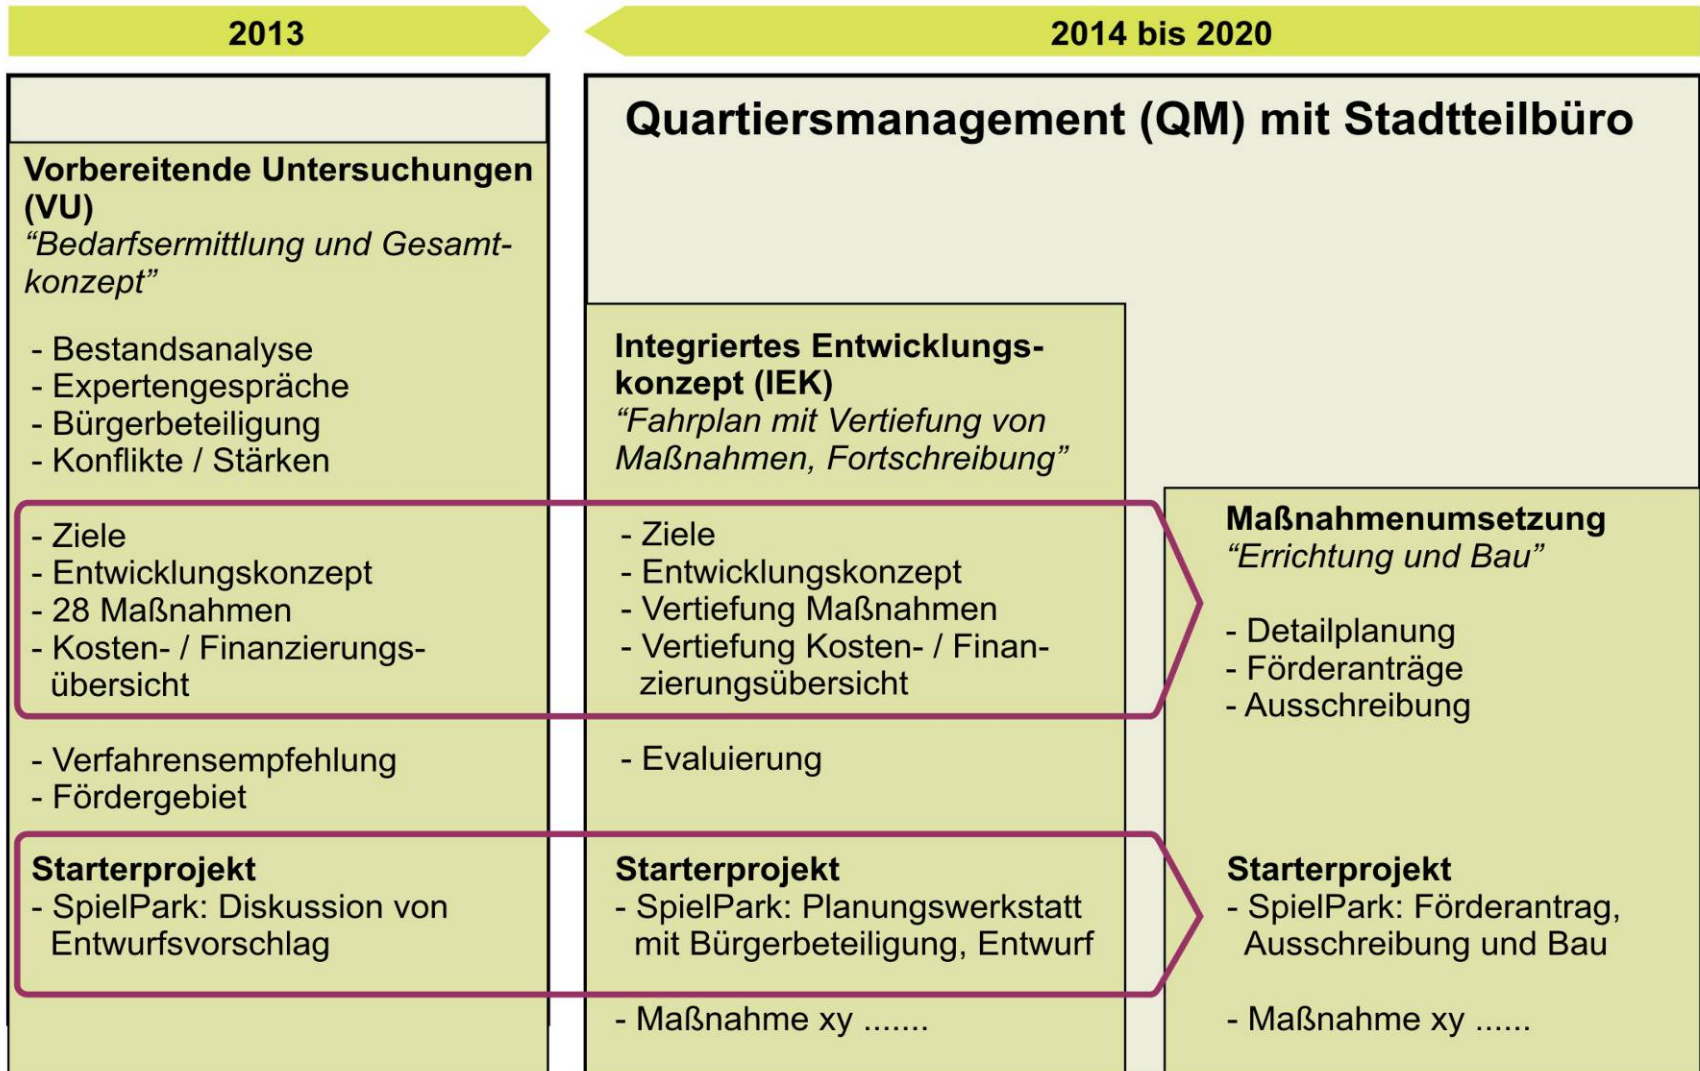 2013
2014 bis 2020
Quartiersmanagement (QM) mit Stadtteilbüro
Vorbereitende Untersuchungen
(VU)
“Bedarfsermittlung und Gesamt-
konzept”
- Bestandsanalyse
- Expertengespräche
- Bürgerbeteiligung
- Konflikte / Stärken
- Ziele
- Entwicklungskonzept
- 28 Maßnahmen
- Kosten- / Finanzierungs-
übersicht
- Verfahrensempfehlung
- Fördergebiet
Starterprojekt
- SpielPark: Diskussion von
Entwurfsvorschlag
Integriertes Entwicklungs-
konzept (IEK)
“Fahrplan mit Vertiefung von
Maßnahmen, Fortschreibung”
- Ziele
- Entwicklungskonzept
- Vertiefung Maßnahmen
- Vertiefung Kosten- / Finan-
zierungsübersicht
- Evaluierung
Starterprojekt
- SpielPark: Planungswerkstatt
mit Bürgerbeteiligung, Entwurf
- Maßnahme xy .......
Maßnahmenumsetzung
“Errichtung und Bau”
- Detailplanung
- Förderanträge
- Ausschreibung
Starterprojekt
- SpielPark: Förderantrag,
Ausschreibung und Bau
- Maßnahme xy ......